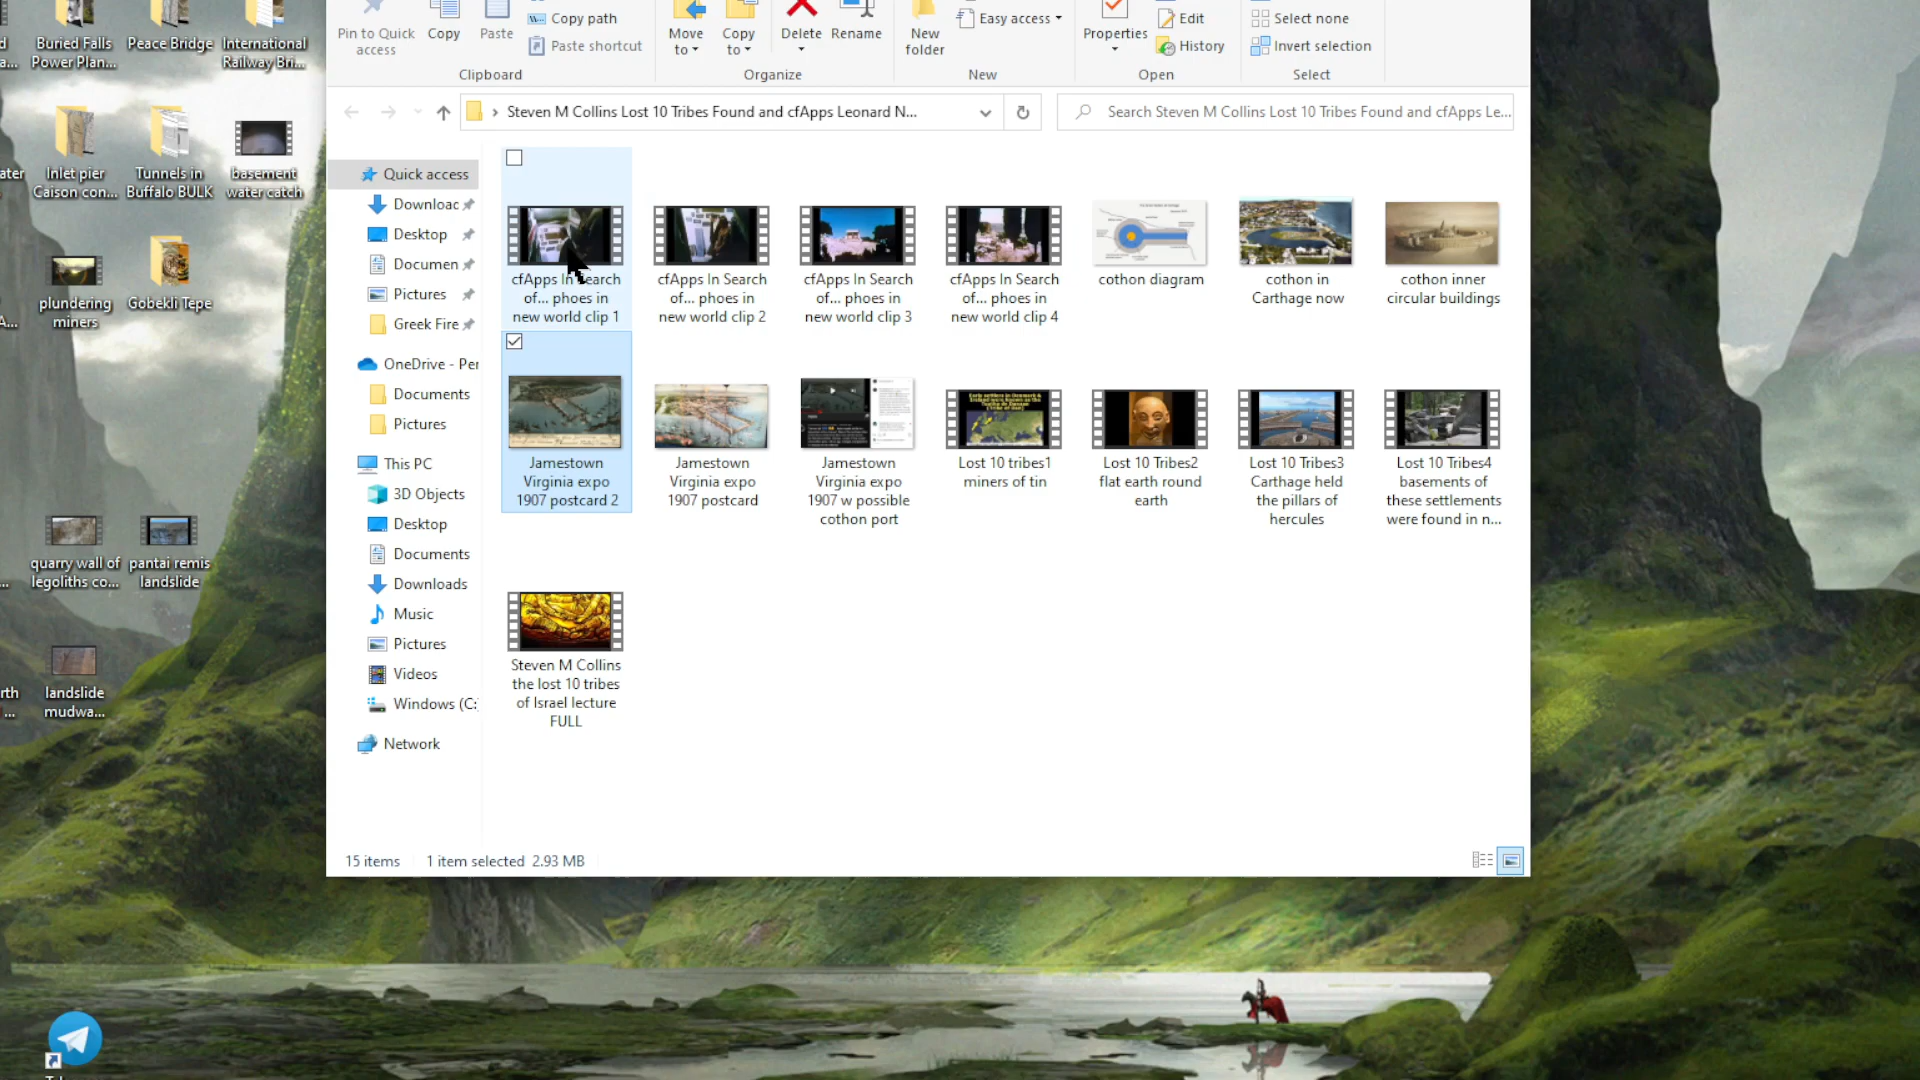 Buried Falls
Power Plan...
Peace Bridge
International
Railway Bri...
Inlet pier
Caison con...
Tunnels in
Buffalo BULK
basement
water catch
plundering
miners
Gobekli Tepe
quarry wall of
legoliths co...
pantai remis
landslide
landslide
mudwa...
Pin to Quick
access
Copy
Paste
Copy path
Paste shortcut
Clipboard
Move
to
Copy
to
Delete
Rename
Organize
New
folder
Easy access
New
Properties
Edit
History
Open
Select none
Invert selection
Select
Steven M Collins Lost 10 Tribes Found and cfApps Leonard N...
Search Steven M Collins Lost 10 Tribes Found and cfApps Le...
Quick access
Downloac
Desktop
Documen
Pictures
Greek Fire
OneDrive - Per
Documents
Pictures
This PC
3D Objects
Desktop
Documents
Downloads
Music
Pictures
Videos
Windows (C:
Network
cfApps In Search
of... phoes in
new world clip 1
cfApps In Search
of... phoes in
new world clip 2
cfApps In Search
of... phoes in
new world clip 3
cfApps In Search
of... phoes in
new world clip 4
cothon diagram
cothon in
Carthage now
cothon inner
circular buildings
Jamestown
Virginia expo
1907 postcard 2
Jamestown
Virginia expo
1907 postcard
Jamestown
Virginia expo
1907 w possible
cothon port
Lost 10 tribes1
miners of tin
Lost 10 Tribes2
flat earth round
earth
Lost 10 Tribes3
Carthage held
the pillars of
hercules
Lost 10 Tribes4
basements of
these settlements
were found in n...
Steven M Collins
the lost 10 tribes
of Israel lecture
FULL
15 items
1 item selected 2.93 MB